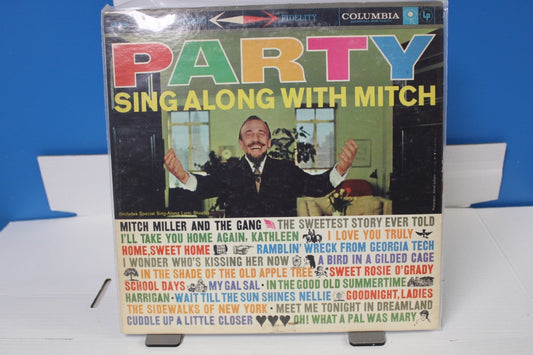 FIDELITY
COLUMBIA
LP
PARTY
SING ALONG WITH MITCH
(Includes Special Sing-Along Lyric Sheets)
MITCH MILLER AND THE GANG · THE SWEETEST STORY EVER TOLD
I'LL TAKE YOU HOME AGAIN, KATHLEEN I LOVE YOU TRULY
HOME, SWEET HOME RAMBLIN' WRECK FROM GEORGIA TECH
I WONDER WHO'S KISSING HER NOW A BIRD IN A GILDED CAGE
IN THE SHADE OF THE OLD APPLE TREE SWEET ROSIE O'GRADY
SCHOOL DAYS MY GAL SAL · IN THE GOOD OLD SUMMERTIME
HARRIGAN · WAIT TILL THE SUN SHINES NELLIE GOODNIGHT, LADIES
THE SIDEWALKS OF NEW YORK · MEET ME TONIGHT IN DREAMLAND
CUDDLE UP A LITTLE CLOSER OH! WHAT A PAL WAS MARY